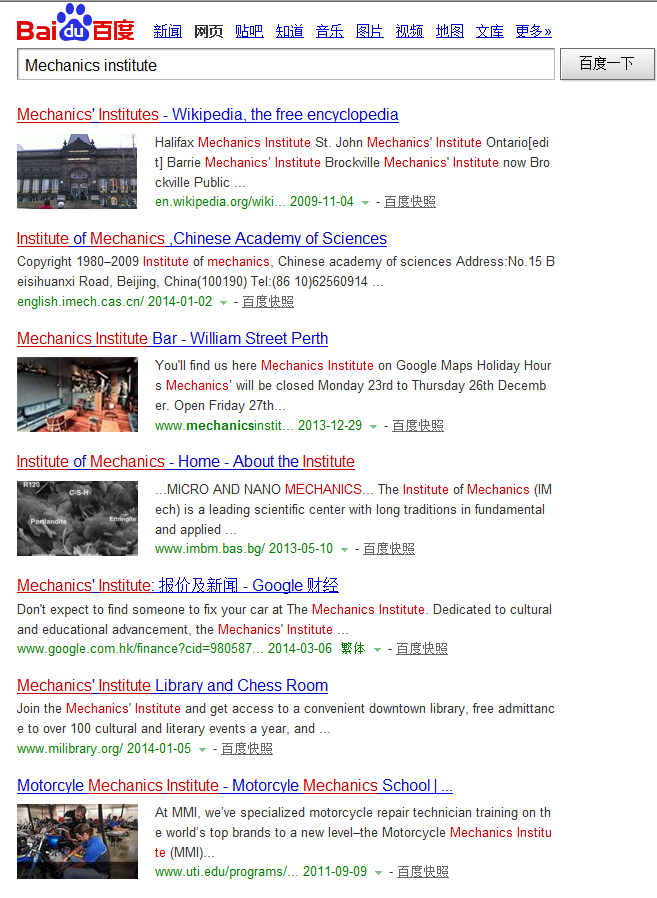 Bai du 百度 新闻 网页 贴吧 知道 音乐 图片 视频 地图 文库 更多»
Mechanics institute 百度一下
Mechanics' Institutes - Wikipedia, the free encyclopedia
Halifax Mechanics Institute St. John Mechanics' Institute Ontario[edi
t] Barrie Mechanics' Institute Brockville Mechanics' Institute now Bro
ckville Public ...
en.wikipedia.org/wiki... 2009-11-04 - 百度快照
Institute of Mechanics ,Chinese Academy of Sciences
Copyright 1980–2009 Institute of mechanics, Chinese academy of sciences Address:No.15 B
eisihuanxi Road, Beijing, China(100190) Tel:(86 10)62560914 ...
english.imech.cas.cn/ 2014-01-02 - 百度快照
Mechanics Institute Bar - William Street Perth
You'll find us here Mechanics Institute on Google Maps Holiday Hour
s Mechanics' will be closed Monday 23rd to Thursday 26th Decemb
er. Open Friday 27th...
www.mechanicsinstit... 2013-12-29 - 百度快照
Institute of Mechanics - Home - About the Institute
R120
C-S-H
Portlandite
Ettringite
...MICRO AND NANO MECHANICS... The Institute of Mechanics (IM
ech) is a leading scientific center with long traditions in fundamental
and applied ...
www.imbm.bas.bg/ 2013-05-10 - 百度快照
Mechanics' Institute: 报价及新闻 - Google 财经
Don't expect to find someone to fix your car at The Mechanics Institute. Dedicated to cultural
and educational advancement, the Mechanics' Institute ...
www.google.com.hk/finance?cid=980587... 2014-03-06 繁体 - 百度快照
Mechanics' Institute Library and Chess Room
Join the Mechanics' Institute and get access to a convenient downtown library, free admittanc
e to over 100 cultural and literary events a year, and ...
www.milibrary.org/ 2014-01-05 - 百度快照
Motorcyle Mechanics Institute - Motorcyle Mechanics School | ...
At MMI, we've specialized motorcycle repair technician training on th
e world's top brands to a new level–the Motorcycle Mechanics Institu
te (MMI)...
www.uti.edu/programs/... 2011-09-09 - 百度快照